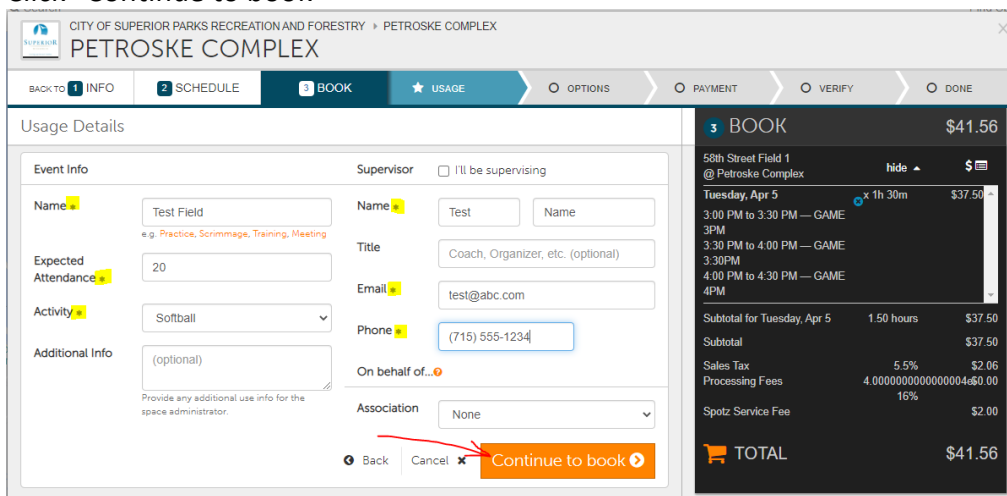 Click "Continue to book"
CITY OF SUPERIOR PARKS RECREATION AND FORESTRY ▸ PETROSKE COMPLEX
SUPERIOR
PETROSKE COMPLEX
BACK TO 1 INFO
2 SCHEDULE
3 BOOK
★ USAGE
OPTIONS
PAYMENT
VERIFY
DONE
Usage Details
Event Info
Name *
Test Field
e.g. Practice, Scrimmage, Training, Meeting
Expected
Attendance *
20
Activity *
Softball
Additional Info
(optional)
Provide any additional use info for the
space administrator.
Supervisor
I'll be supervising
Name *
Test
Name
Title
Coach, Organizer, etc. (optional)
Email *
test@abc.com
Phone *
(715) 555-1234
On behalf of...
Association
None
Back
Cancel ✖
Continue to book
3 BOOK $41.56
58th Street Field 1
@ Petroske Complex
hide
$
Tuesday, Apr 5 x 1h 30m $37.50
3:00 PM to 3:30 PM — GAME
3PM
3:30 PM to 4:00 PM — GAME
3:30PM
4:00 PM to 4:30 PM — GAME
4PM
Subtotal for Tuesday, Apr 5 1.50 hours $37.50
Subtotal $37.50
Sales Tax 5.5% $2.06
Processing Fees 4.0000000000000004e-$0.00
16%
Spotz Service Fee $2.00
TOTAL $41.56